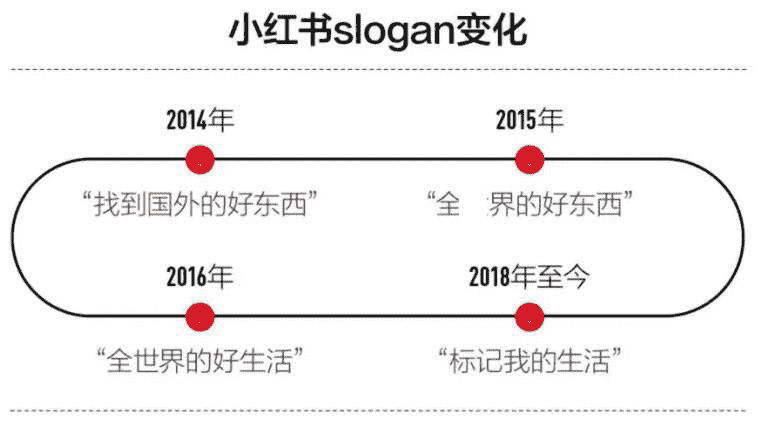 小红书slogan变化
2014年
2015年
“找到国外的好东西”
“全 界的好东西”
2016年
2018年至今
“全世界的好生活”
“标记我的生活”